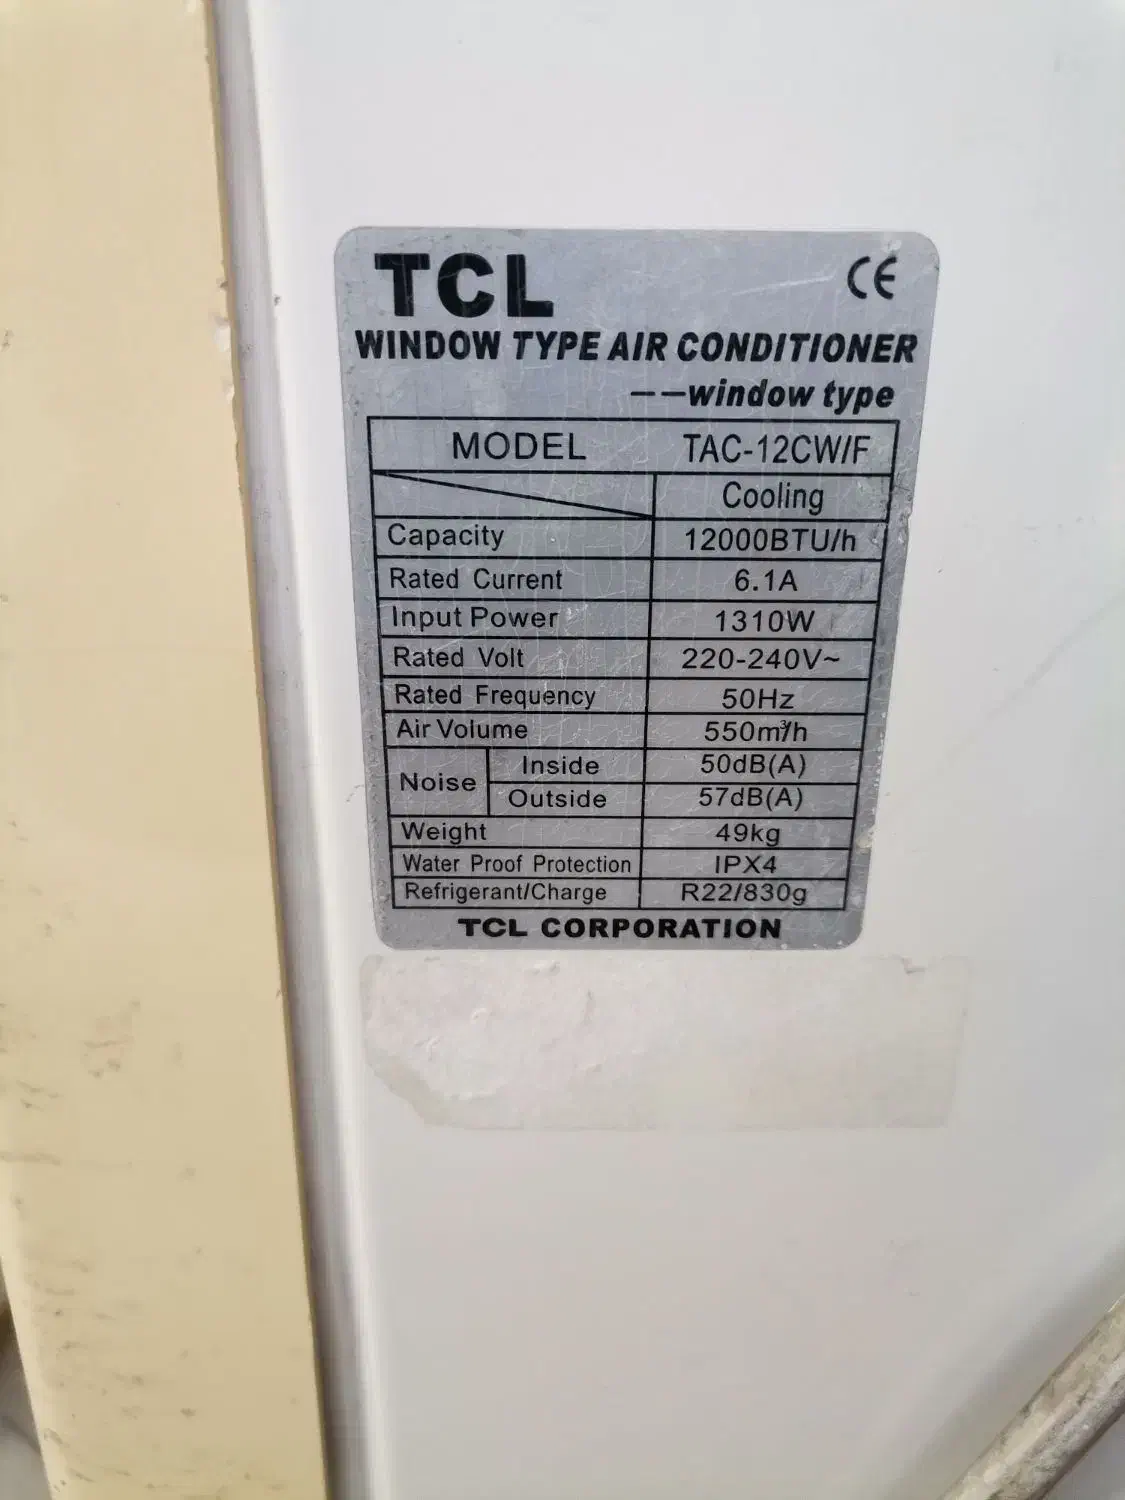 TCL CE
WINDOW TYPE AIR CONDITIONER
——window type
MODEL TAC-12CW/F
Cooling
Capacity 12000BTU/h
Rated Current 6.1A
Input Power 1310W
Rated Volt 220-240V~
Rated Frequency 50Hz
Air Volume 550m³/h
Noise Inside 50dB(A)
Outside 57dB(A)
Weight 49kg
Water Proof Protection IPX4
Refrigerant/Charge R22/830g
TCL CORPORATION